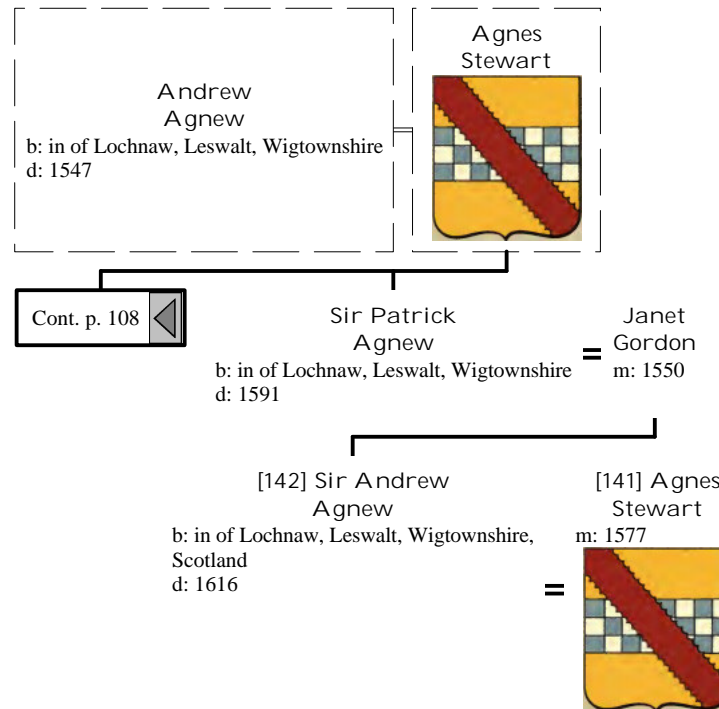 Andrew
Agnew
b: in of Lochnaw, Leswalt, Wigtownshire
d: 1547
Agnes
Stewart
Cont. p. 108
Sir Patrick
Agnew
b: in of Lochnaw, Leswalt, Wigtownshire
d: 1591
=
Janet
Gordon
m: 1550
[142] Sir Andrew
Agnew
b: in of Lochnaw, Leswalt, Wigtownshire,
Scotland
d: 1616
=
[141] Agnes
Stewart
m: 1577